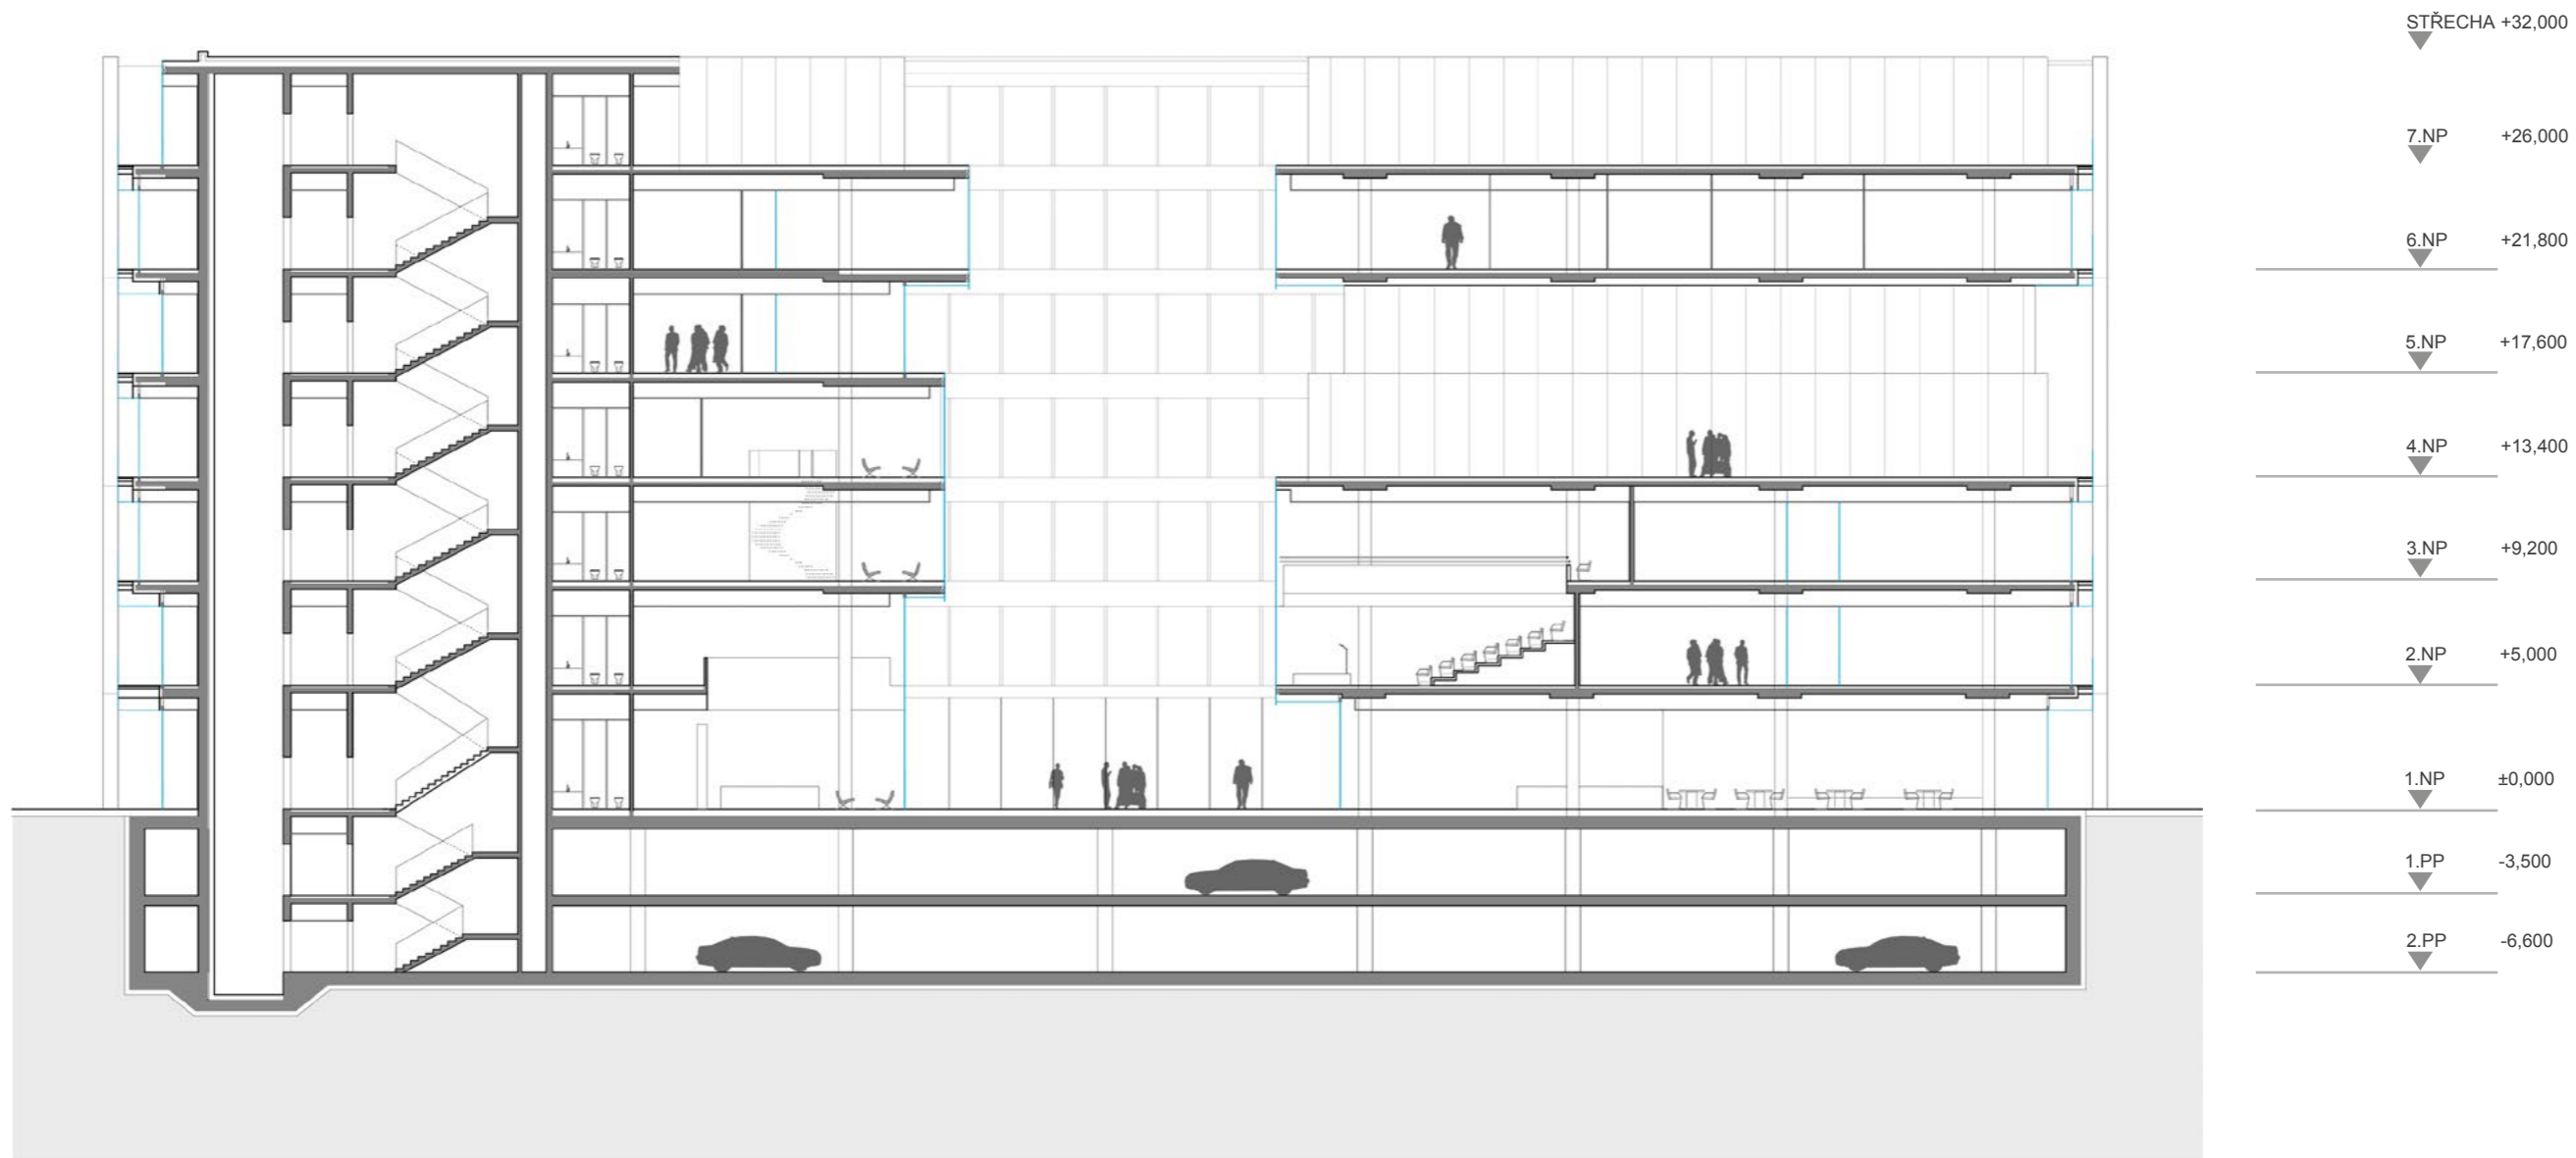 STŘECHA +32,000
7.NP +26,000
6.NP +21,800
5.NP +17,600
4.NP +13,400
3.NP +9,200
2.NP +5,000
1.NP ±0,000
1.PP -3,500
2.PP -6,600